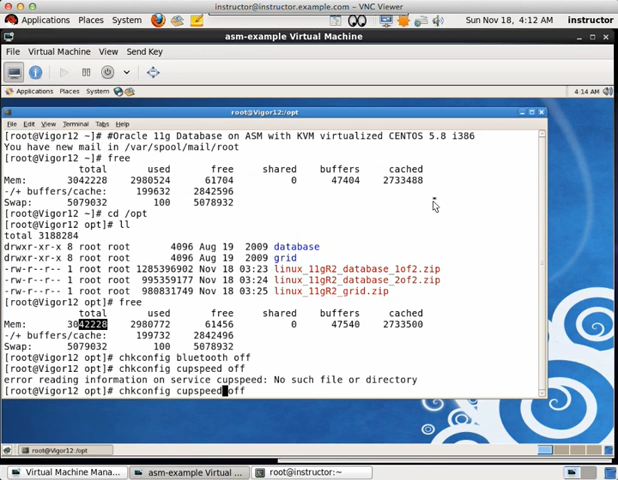 instructor@instructor.example.com - VNC Viewer
Applications Places System Sun Nov 18, 4:12 AM instructor
asm-example Virtual Machine
File Virtual Machine View Send Key
Applications Places System 4:14 AM
root@Vigor12:/opt
File Edit View Terminal Tabs Help
[root@Vigor12 ~]# #Oracle 11g Database on ASM with KVM virtualized CENTOS 5.8 i386
You have new mail in /var/spool/mail/root
[root@Vigor12 ~]# free
total used free shared buffers cached
Mem: 3042228 2980524 61704 0 47404 2733488
-/+ buffers/cache: 199632 2842596
Swap: 5079032 100 5078932
[root@Vigor12 ~]# cd /opt
[root@Vigor12 opt]# ll
total 3188284
drwxr-xr-x 8 root root 4096 Aug 19 2009 database
drwxr-xr-x 8 root root 4096 Aug 19 2009 grid
-rw-r--r-- 1 root root 1285396902 Nov 18 03:23 linux_11gR2_database_1of2.zip
-rw-r--r-- 1 root root 995359177 Nov 18 03:24 linux_11gR2_database_2of2.zip
-rw-r--r-- 1 root root 980831749 Nov 18 03:25 linux_11gR2_grid.zip
[root@Vigor12 opt]# free
total used free shared buffers cached
Mem: 3042228 2980772 61456 0 47540 2733500
-/+ buffers/cache: 199732 2842496
Swap: 5079032 100 5078932
[root@Vigor12 opt]# chkconfig bluetooth off
[root@Vigor12 opt]# chkconfig cupspeed off
error reading information on service cupspeed: No such file or directory
[root@Vigor12 opt]# chkconfig cupspeed off
root@Vigor12:/opt
Virtual Machine Mana... asm-example Virtual ... root@instructor:~